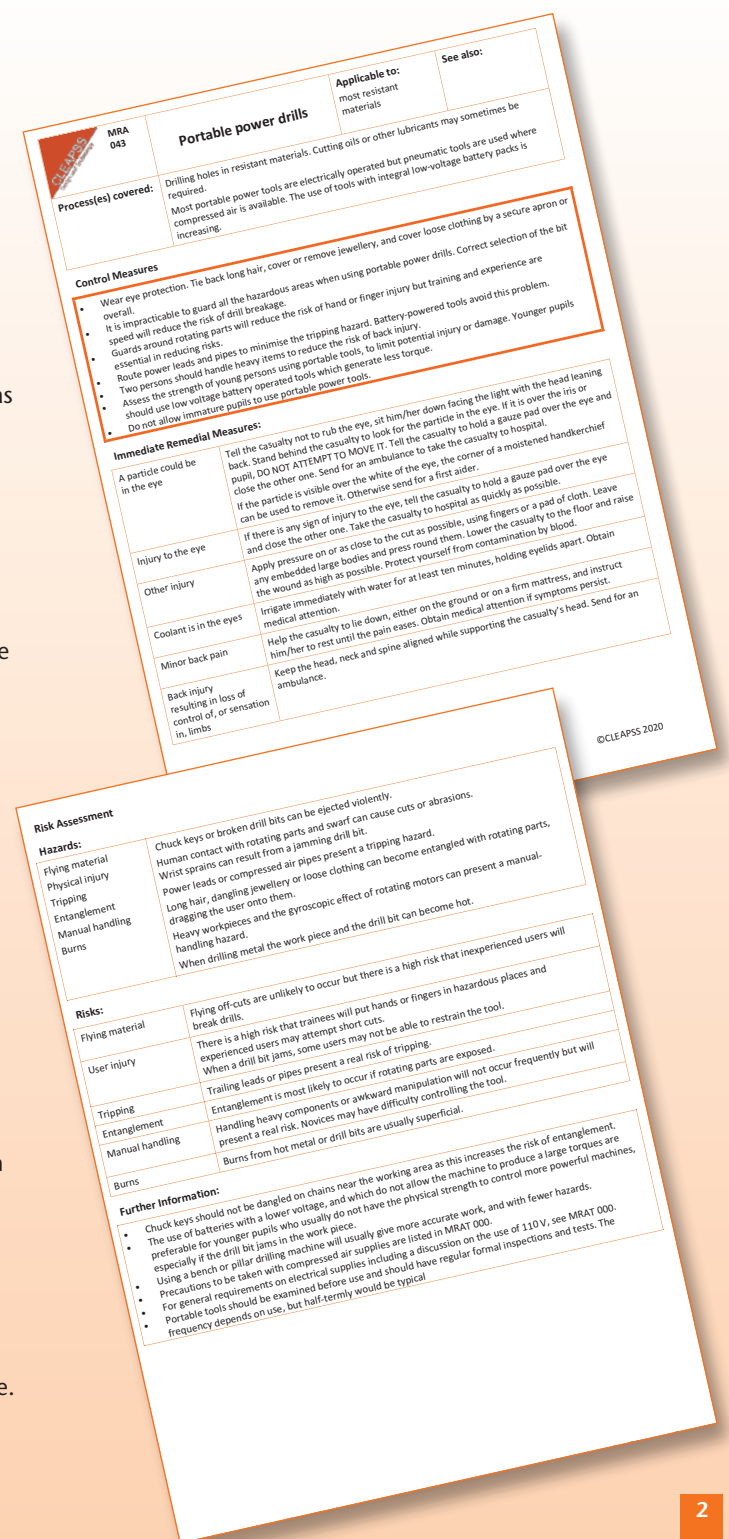 MRA
043
Portable power drills
Applicable to:
most resistant
materials
See also:
CLEAPSS
Process(es) covered:
Drilling holes in resistant materials. Cutting oils or other lubricants may sometimes be
required.
Most portable power tools are electrically operated but pneumatic tools are used where
compressed air is available. The use of tools with integral low-voltage battery packs is
increasing.
Control Measures
• Wear eye protection. Tie back long hair, cover or remove jewellery, and cover loose clothing by a secure apron or
overall.
• It is impracticable to guard all the hazardous areas when using portable power drills. Correct selection of the bit
speed will reduce the risk of drill breakage.
• Guards around rotating parts will reduce the risk of hand or finger injury but training and experience are
essential in reducing risks.
• Route power leads and pipes to minimise the tripping hazard. Battery-powered tools avoid this problem.
• Two persons should handle heavy items to reduce the risk of back injury.
• Assess the strength of young persons using portable tools, to limit potential injury or damage. Younger pupils
should use low voltage battery operated tools which generate less torque.
• Do not allow immature pupils to use portable power tools.
Immediate Remedial Measures:
A particle could be
in the eye
Tell the casualty not to rub the eye, sit him/her down facing the light with the head leaning
back. Stand behind the casualty to look for the particle in the eye. If it is over the iris or
pupil, DO NOT ATTEMPT TO MOVE IT. Tell the casualty to hold a gauze pad over the eye and
close the other one. Send for an ambulance to take the casualty to hospital.
If the particle is visible over the white of the eye, the corner of a moistened handkerchief
can be used to remove it. Otherwise send for a first aider.
Injury to the eye
If there is any sign of injury to the eye, tell the casualty to hold a gauze pad over the eye
and close the other one. Take the casualty to hospital as quickly as possible.
Other injury
Apply pressure on or as close to the cut as possible, using fingers or a pad of cloth. Leave
any embedded large bodies and press round them. Lower the casualty to the floor and raise
the wound as high as possible. Protect yourself from contamination by blood.
Coolant is in the eyes
Irrigate immediately with water for at least ten minutes, holding eyelids apart. Obtain
medical attention.
Minor back pain
Help the casualty to lie down, either on the ground or on a firm mattress, and instruct
him/her to rest until the pain eases. Obtain medical attention if symptoms persist.
Back injury
resulting in loss of
control of, or sensation
in, limbs
Keep the head, neck and spine aligned while supporting the casualty's head. Send for an
ambulance.
©CLEAPSS 2020
Risk Assessment
Hazards:
Flying material
Physical injury
Tripping
Entanglement
Manual handling
Burns
Chuck keys or broken drill bits can be ejected violently.
Human contact with rotating parts and swarf can cause cuts or abrasions.
Wrist sprains can result from a jamming drill bit.
Power leads or compressed air pipes present a tripping hazard.
Long hair, dangling jewellery or loose clothing can become entangled with rotating parts,
dragging the user onto them.
Heavy workpieces and the gyroscopic effect of rotating motors can present a manual-
handling hazard.
When drilling metal the work piece and the drill bit can become hot.
Risks:
Flying material
Flying off-cuts are unlikely to occur but there is a high risk that inexperienced users will
break drills.
User injury
There is a high risk that trainees will put hands or fingers in hazardous places and
experienced users may attempt short cuts.
When a drill bit jams, some users may not be able to restrain the tool.
Tripping
Trailing leads or pipes present a real risk of tripping.
Entanglement
Entanglement is most likely to occur if rotating parts are exposed.
Manual handling
Handling heavy components or awkward manipulation will not occur frequently but will
present a real risk. Novices may have difficulty controlling the tool.
Burns
Burns from hot metal or drill bits are usually superficial.
Further Information:
• Chuck keys should not be dangled on chains near the working area as this increases the risk of entanglement.
• The use of batteries with a lower voltage, and which do not allow the machine to produce a large torques are
preferable for younger pupils who usually do not have the physical strength to control more powerful machines,
especially if the drill bit jams in the work piece.
• Using a bench or pillar drilling machine will usually give more accurate work, and with fewer hazards.
• Precautions to be taken with compressed air supplies are listed in MRAT 000.
• For general requirements on electrical supplies including a discussion on the use of 110 V, see MRAT 000.
• Portable tools should be examined before use and should have regular formal inspections and tests. The
frequency depends on use, but half-termly would be typical
2